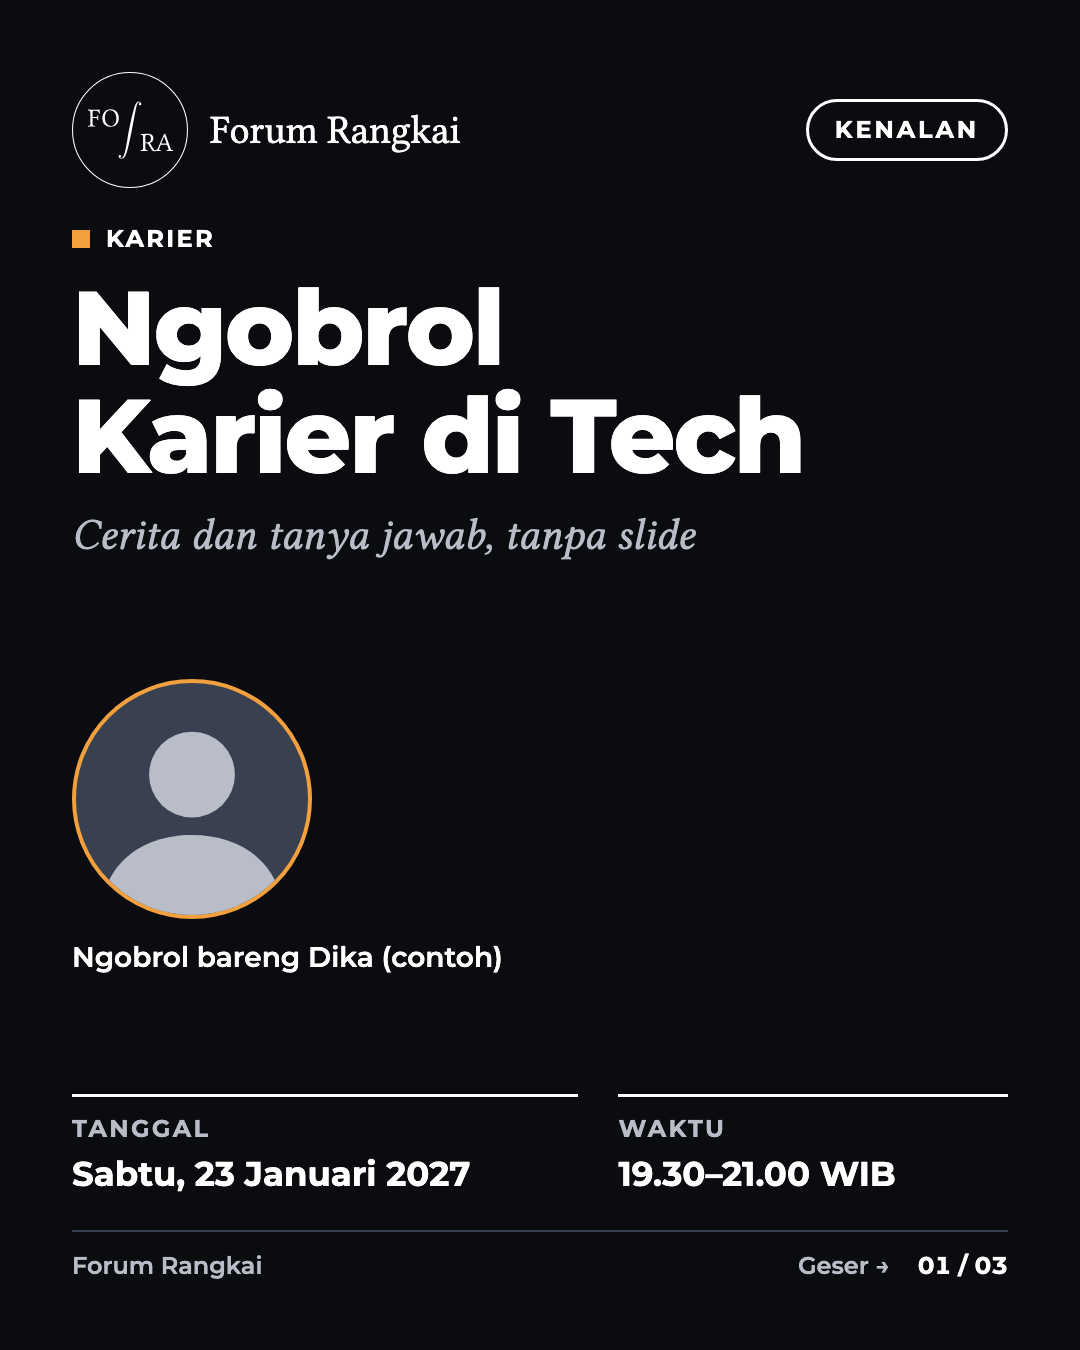 FO
RA
Forum Rangkai
KENALAN
KARIER
Ngobrol
Karier di Tech
Cerita dan tanya jawab, tanpa slide
Ngobrol bareng Dika (contoh)
TANGGAL
Sabtu, 23 Januari 2027
WAKTU
19.30–21.00 WIB
Forum Rangkai
Geser → 01 / 03